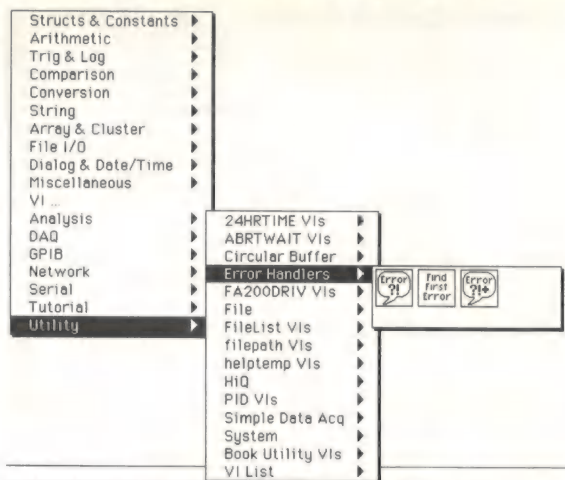 Structs & Constants
Arithmetic
Trig & Log
Comparison
Conversion
String
Array & Cluster
File I/O
Dialog & Date/Time
Miscellaneous
VI ...
Analysis
DAQ
GPIB
Network
Serial
Tutorial
Utility
24HRTIME VIs
ABRTWAIT VIs
Circular Buffer
Error Handlers
FA200DRIV VIs
File
FileList VIs
filepath VIs
helptemp VIs
HiQ
PID VIs
Simple Data Acq
System
Book Utility VIs
VI List
Error
?!
Find
First
Error
Error
?!+